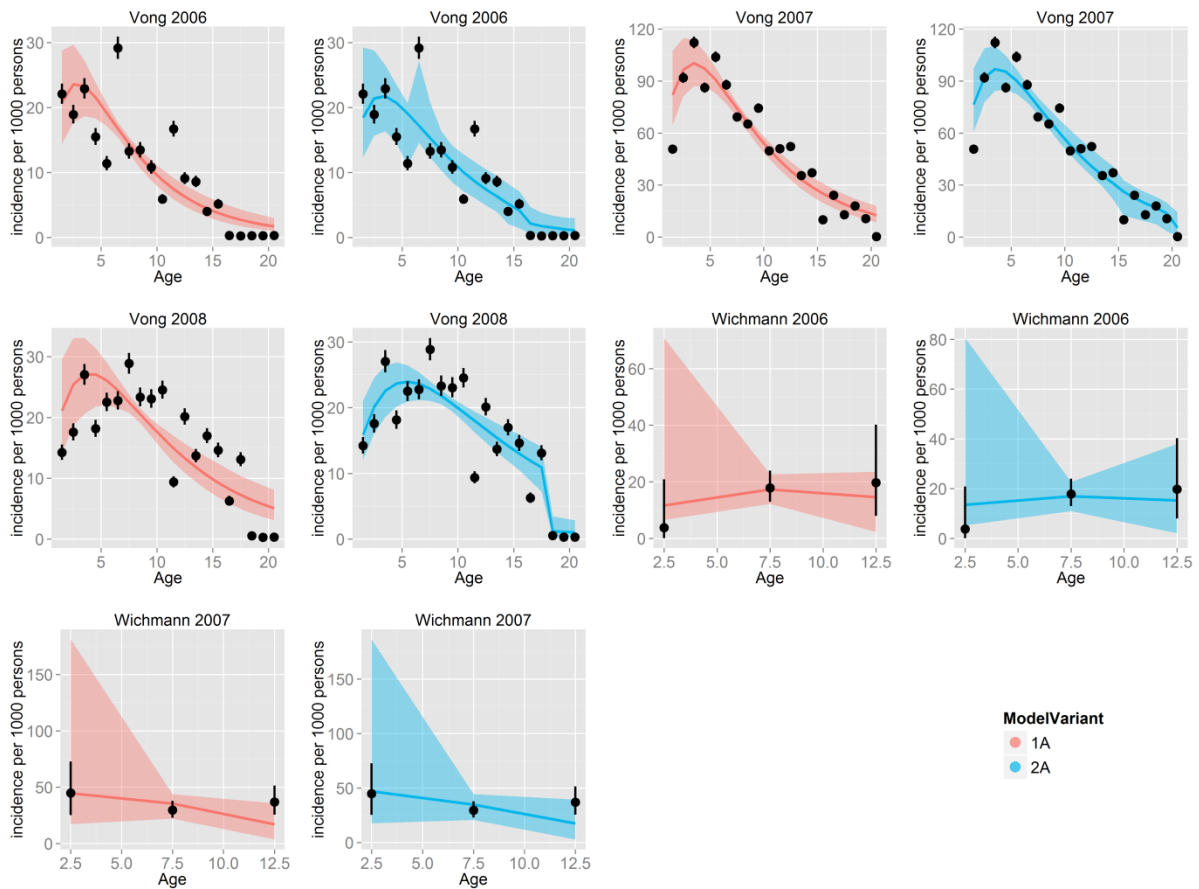 Vong 2006
Vong 2006
Vong 2007
Vong 2007
incidence per 1000 persons
30
20
10
0
5 10 15 20
Age
incidence per 1000 persons
30
20
10
0
5 10 15 20
Age
incidence per 1000 persons
120
90
60
30
0
5 10 15 20
Age
incidence per 1000 persons
120
90
60
30
0
5 10 15 20
Age
Vong 2008
Vong 2008
Wichmann 2006
Wichmann 2006
incidence per 1000 persons
30
20
10
0
5 10 15 20
Age
incidence per 1000 persons
30
20
10
0
5 10 15 20
Age
incidence per 1000 persons
60
40
20
0
2.5 5.0 7.5 10.0 12.5
Age
incidence per 1000 persons
80
60
40
20
0
2.5 5.0 7.5 10.0 12.5
Age
Wichmann 2007
Wichmann 2007
incidence per 1000 persons
150
100
50
0
2.5 5.0 7.5 10.0 12.5
Age
incidence per 1000 persons
150
100
50
0
2.5 5.0 7.5 10.0 12.5
Age
ModelVariant
1A
2A